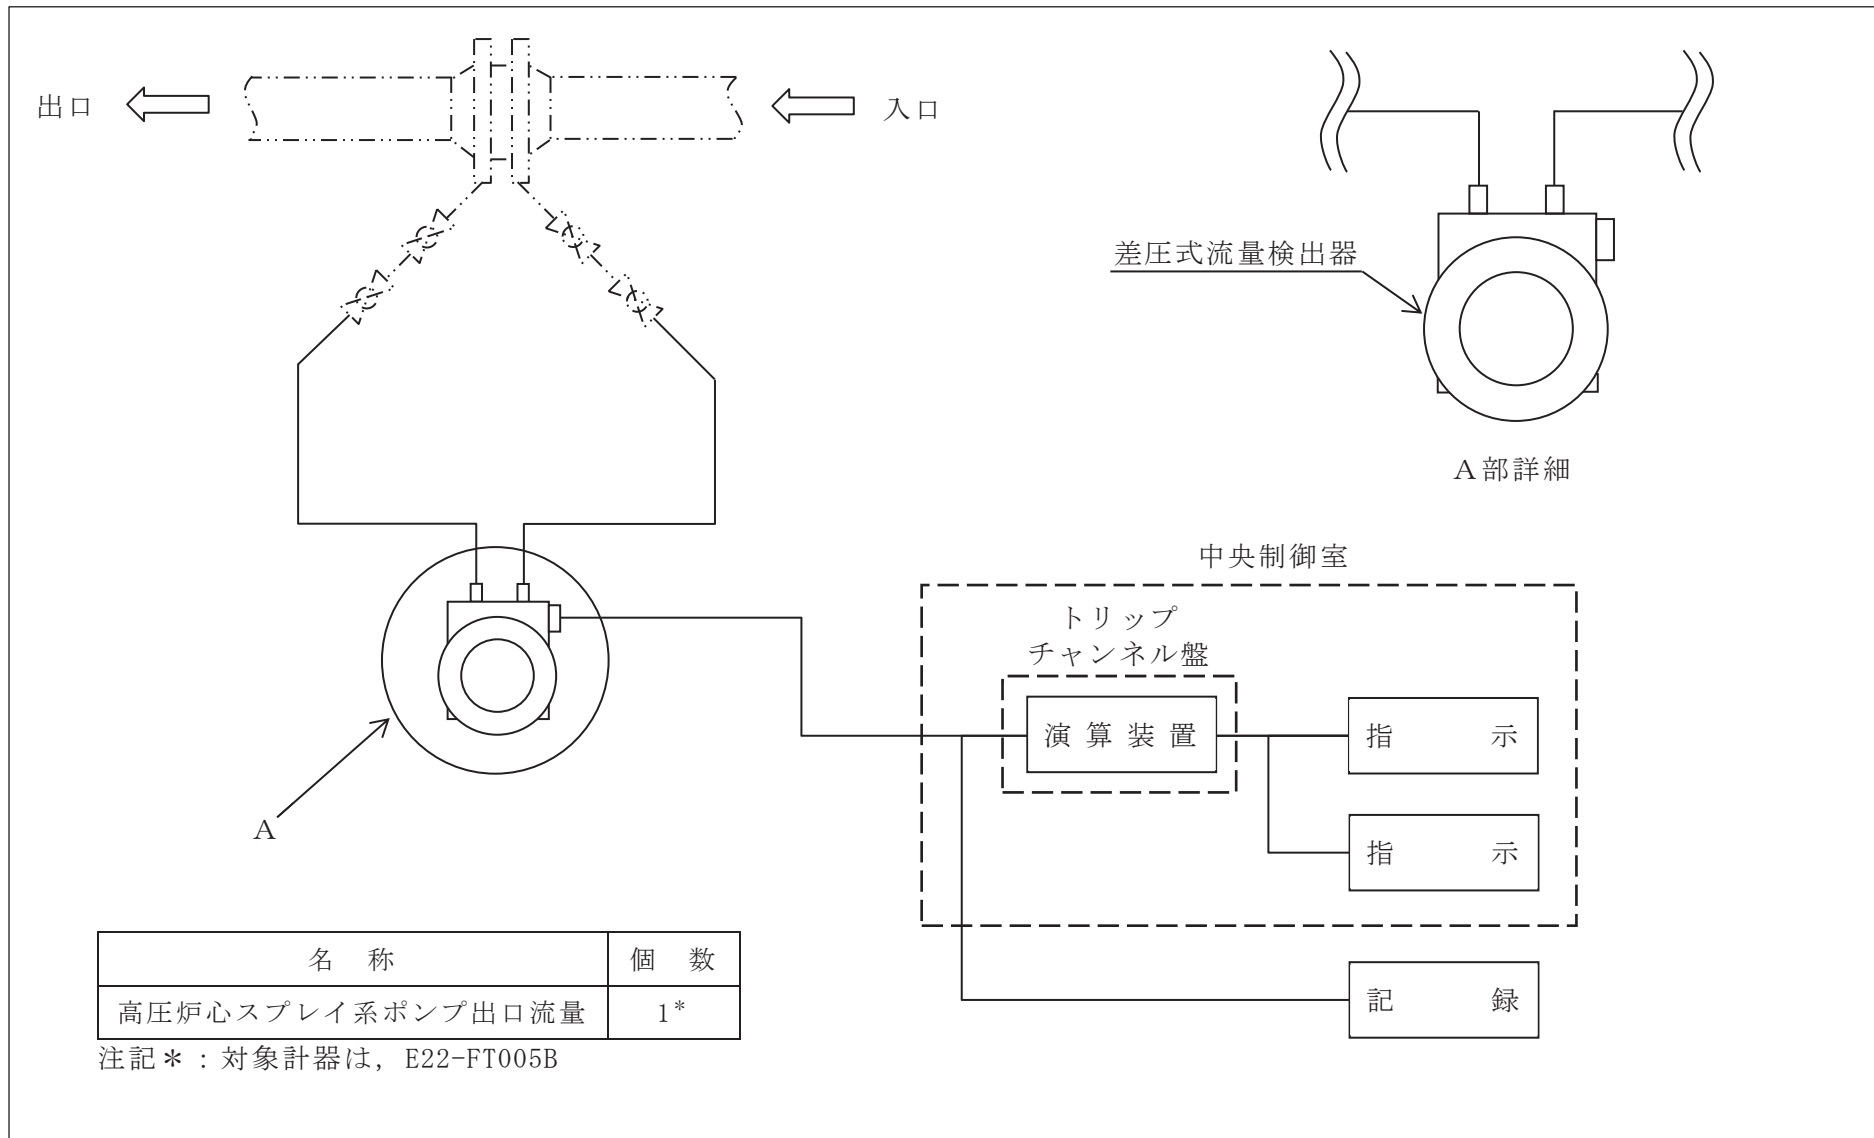 出口
入口
差圧式流量検出器
A部詳細
中央制御室
トリップ
チャンネル盤
演算装置
指示
指示
記録
A
名称 個数
高圧炉心スプレイ系ポンプ出口流量 1*
注記*：対象計器は，E22-FT005B